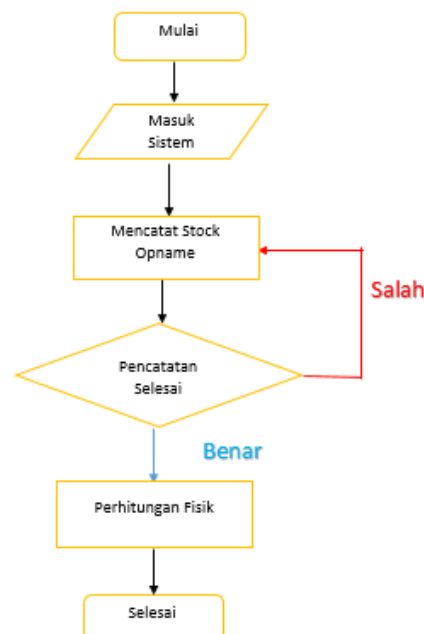 Mulai
Masuk
Sistem
Mencatat Stock
Opname
Salah
Pencatatan
Selesai
Benar
Perhitungan Fisik
Selesai